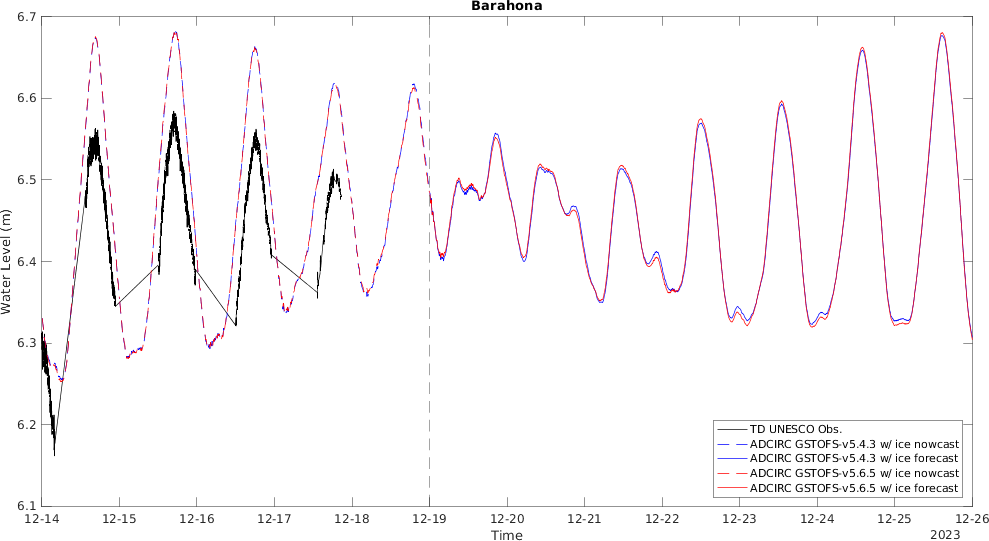 Barahona
Water Level (m)
6.7
6.6
6.5
6.4
6.3
6.2
6.1
TD UNESCO Obs.
ADCIRC GSTOFS-v5.4.3 w/ ice nowcast
ADCIRC GSTOFS-v5.4.3 w/ ice forecast
ADCIRC GSTOFS-v5.6.5 w/ ice nowcast
ADCIRC GSTOFS-v5.6.5 w/ ice forecast
12-14 12-15 12-16 12-17 12-18 12-19 12-20 12-21 12-22 12-23 12-24 12-25 12-26
Time
2023